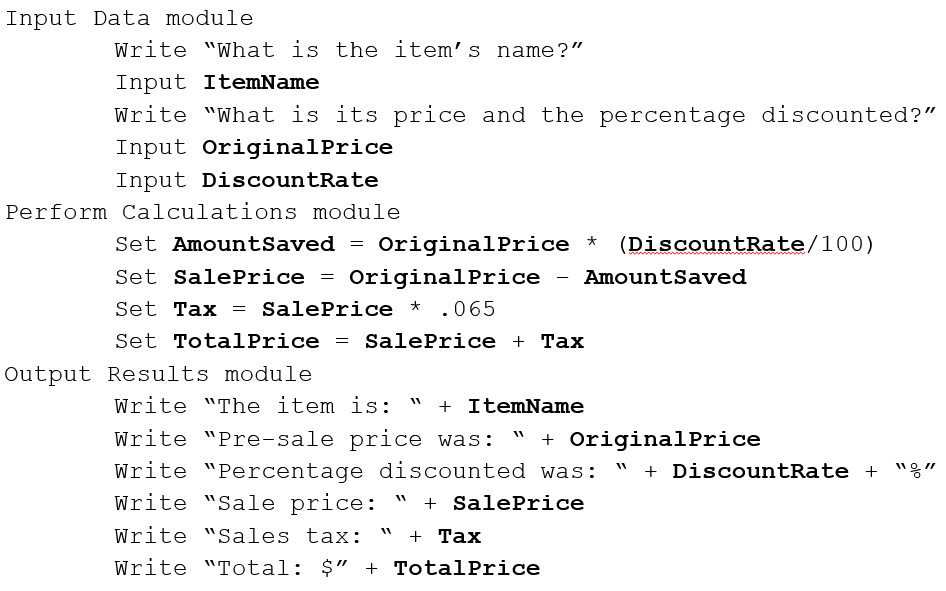 Input Data module
Write “What is the item’s name?”
Input ItemName
Write “What is its price and the percentage discounted?”
Input OriginalPrice
Input DiscountRate
Perform Calculations module
Set AmountSaved = OriginalPrice * (DiscountRate/100)
Set SalePrice = OriginalPrice – AmountSaved
Set Tax = SalePrice * .065
Set TotalPrice = SalePrice + Tax
Output Results module
Write “The item is: “ + ItemName
Write “Pre-sale price was: “ + OriginalPrice
Write “Percentage discounted was: “ + DiscountRate + “%”
Write “Sale price: “ + SalePrice
Write “Sales tax: “ + Tax
Write “Total: $” + TotalPrice